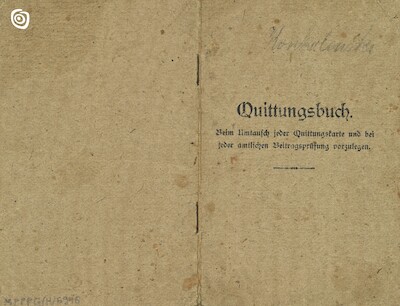 Quittungsbuch.
Beim Umtausch jeder Quittungskarte und bei
jeder amtlichen Beitragsprüfung vorzulegen.